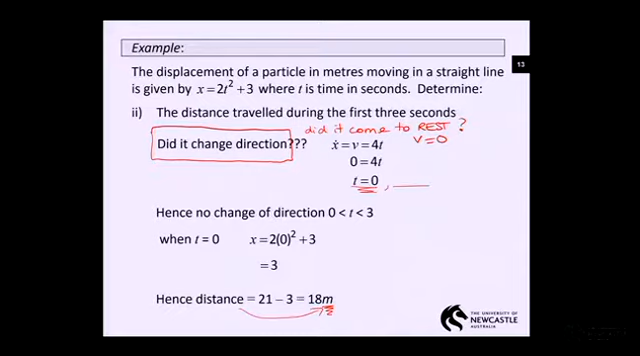 Example:
13
The displacement of a particle in metres moving in a straight line
is given by x = 2t² + 3 where t is time in seconds. Determine:
ii) The distance travelled during the first three seconds
did it come to REST ?
v = 0
Did it change direction???
ẋ = v = 4t
0 = 4t
t = 0 ,
Hence no change of direction 0 < t < 3
when t = 0 x = 2(0)² + 3
= 3
Hence distance = 21 – 3 = 18m
THE UNIVERSITY OF
NEWCASTLE
AUSTRALIA